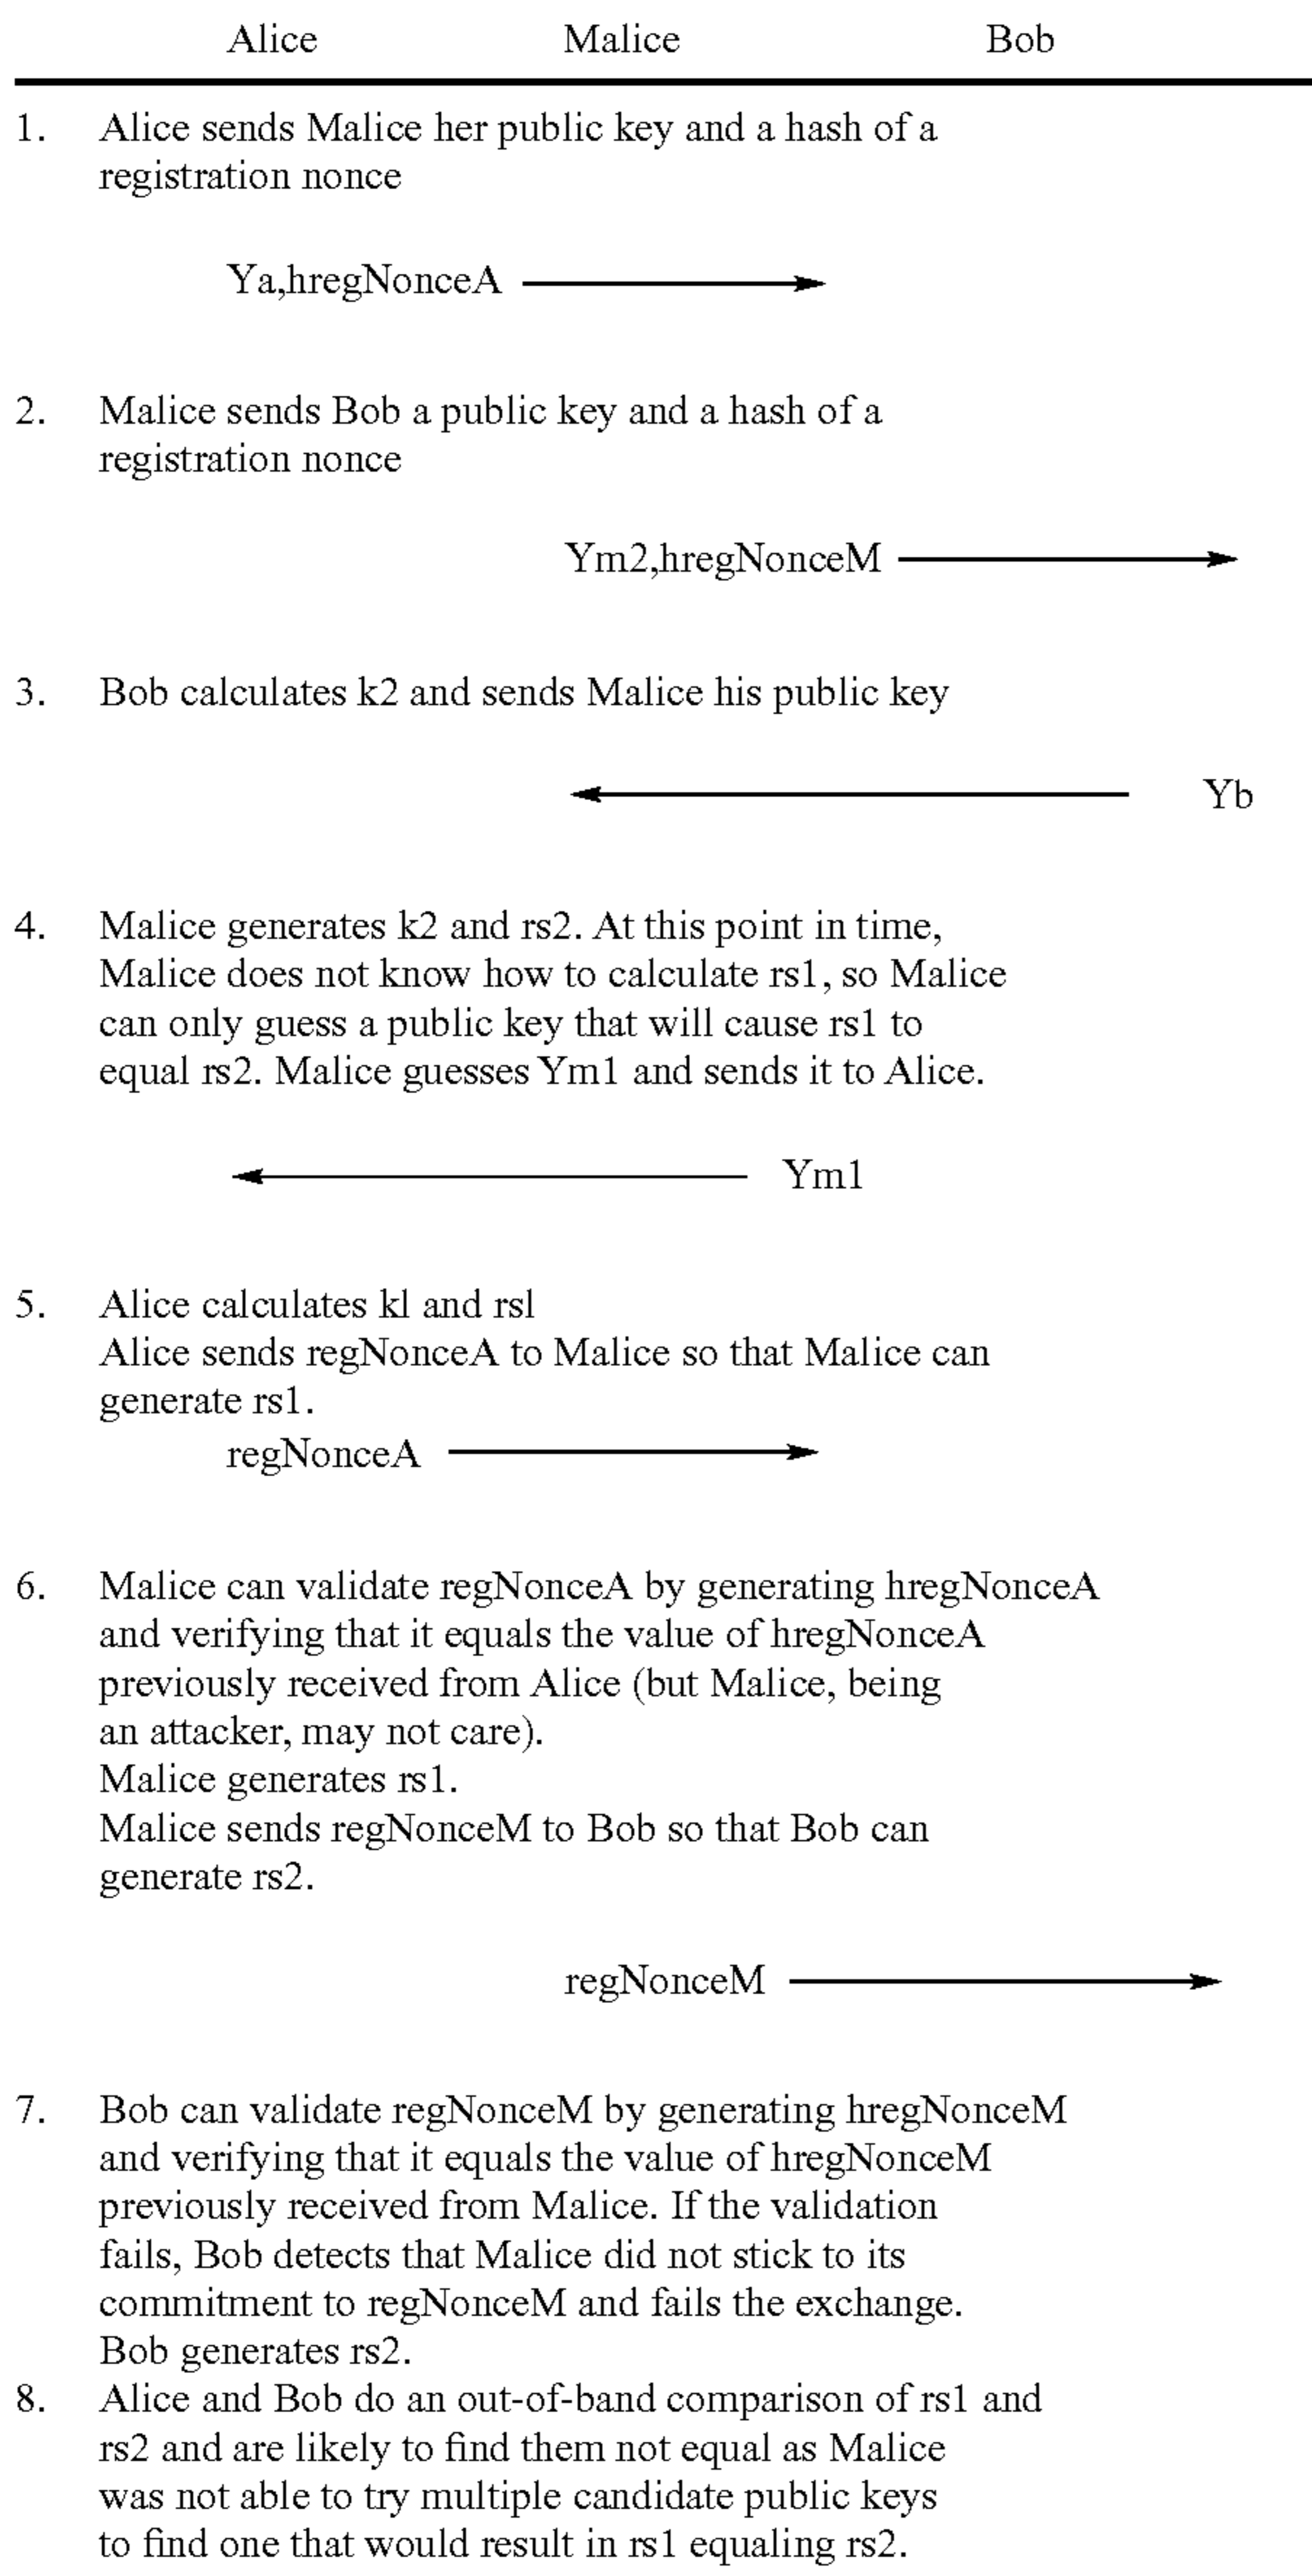 Alice Malice Bob
1. Alice sends Malice her public key and a hash of a
registration nonce
Ya,hregNonceA
2. Malice sends Bob a public key and a hash of a
registration nonce
Ym2,hregNonceM
3. Bob calculates k2 and sends Malice his public key
Yb
4. Malice generates k2 and rs2. At this point in time,
Malice does not know how to calculate rs1, so Malice
can only guess a public key that will cause rs1 to
equal rs2. Malice guesses Ym1 and sends it to Alice.
Ym1
5. Alice calculates kl and rsl
Alice sends regNonceA to Malice so that Malice can
generate rs1.
regNonceA
6. Malice can validate regNonceA by generating hregNonceA
and verifying that it equals the value of hregNonceA
previously received from Alice (but Malice, being
an attacker, may not care).
Malice generates rs1.
Malice sends regNonceM to Bob so that Bob can
generate rs2.
regNonceM
7. Bob can validate regNonceM by generating hregNonceM
and verifying that it equals the value of hregNonceM
previously received from Malice. If the validation
fails, Bob detects that Malice did not stick to its
commitment to regNonceM and fails the exchange.
Bob generates rs2.
8. Alice and Bob do an out-of-band comparison of rs1 and
rs2 and are likely to find them not equal as Malice
was not able to try multiple candidate public keys
to find one that would result in rs1 equaling rs2.